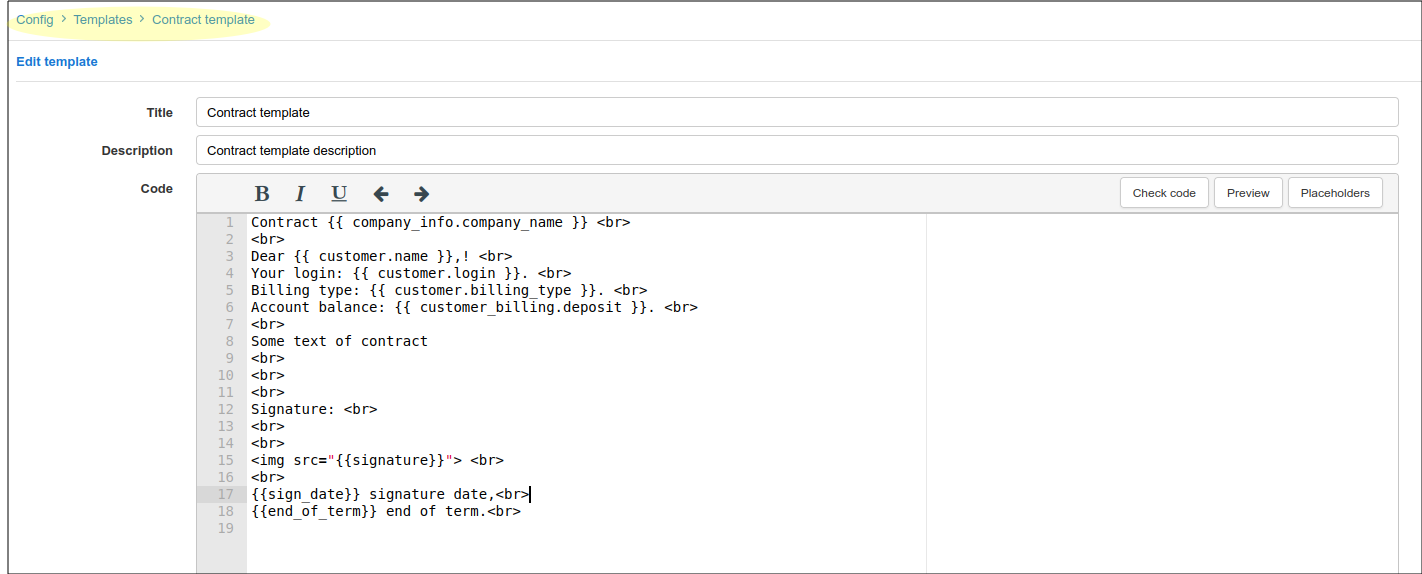 Config > Templates > Contract template
Edit template
Title Contract template
Description Contract template description
Code B I U Check code Preview Placeholders
1 Contract {{ company_info.company_name }} <br>
2 <br>
3 Dear {{ customer.name }},! <br>
4 Your login: {{ customer.login }}. <br>
5 Billing type: {{ customer.billing_type }}. <br>
6 Account balance: {{ customer_billing.deposit }}. <br>
7 <br>
8 Some text of contract
9 <br>
10 <br>
11 <br>
12 Signature: <br>
13 <br>
14 <br>
15 <img src="{{signature}}"> <br>
16 <br>
17 {{sign_date}} signature date,<br>
18 {{end_of_term}} end of term.<br>
19